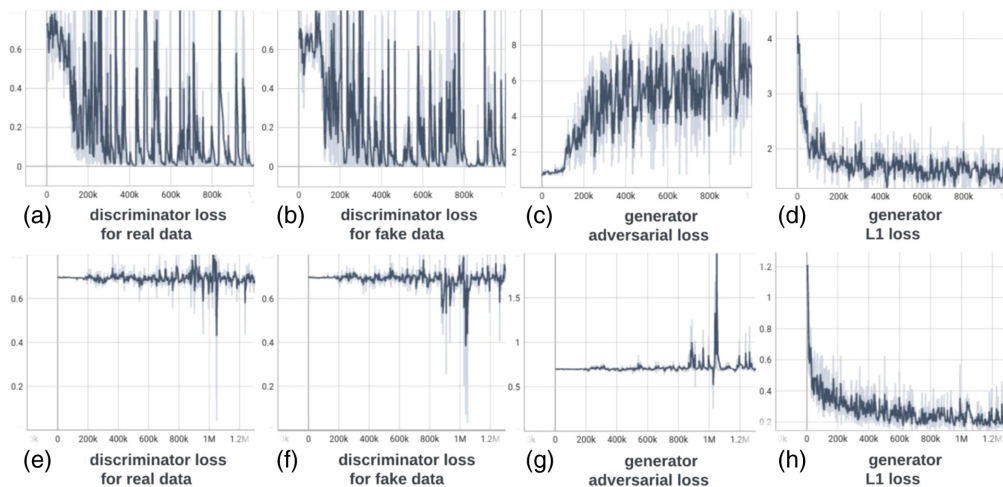 0.6
0.4
0.2
0
0 200k 400k 600k 800k
(a) discriminator loss
for real data
0.6
0.4
0.2
0
0 200k 400k 600k 800k
(b) discriminator loss
for fake data
8
6
4
2
0 200k 400k 600k 800k
(c) generator
adversarial loss
4
3
2
0 200k 400k 600k 800k
(d) generator
L1 loss
0.6
0.4
0.2
0 200k 400k 600k 800k 1M 1.2M
(e) discriminator loss
for real data
0.6
0.4
0.2
0 200k 400k 600k 800k 1M 1.2M
(f) discriminator loss
for fake data
1.5
1
0.5
0 200k 400k 600k 800k 1M 1.2M
(g) generator
adversarial loss
1.2
1
0.8
0.6
0.4
0.2
0 200k 400k 600k 800k 1M 1.2M
(h) generator
L1 loss